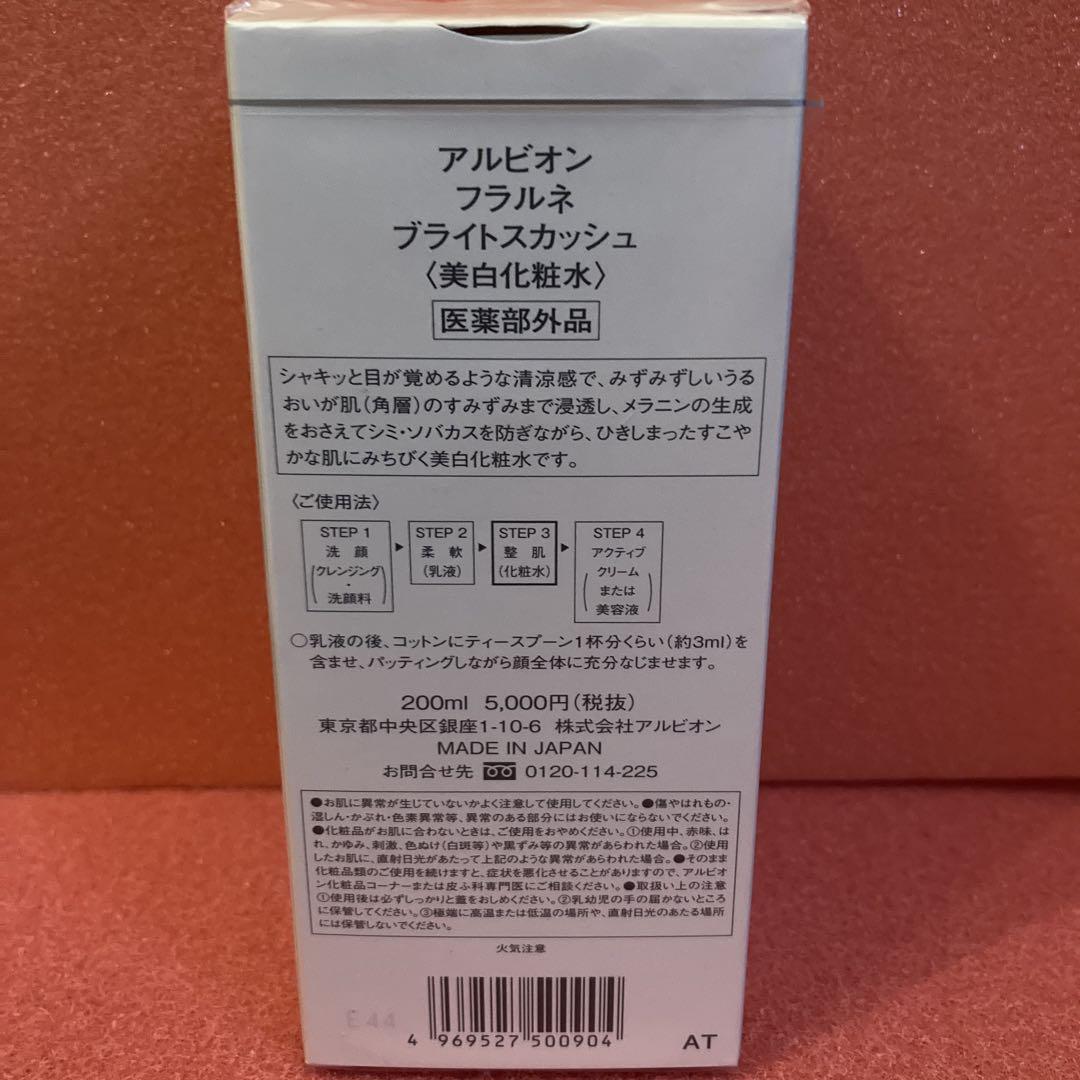 アルビオン
フラルネ
ブライトスカッシュ
〈美白化粧水〉
医薬部外品
シャキッと目が覚めるような清涼感で、みずみずしいうる
おいが肌(角層)のすみずみまで浸透し、メラニンの生成
をおさえてシミ・ソバカスを防ぎながら、ひきしまったすこや
かな肌にみちびく美白化粧水です。
〈ご使用法〉
STEP 1
洗 顔
(クレンジング・洗顔料)
STEP 2
柔 軟
(乳液)
STEP 3
整 肌
(化粧水)
STEP 4
アクティブ
クリーム
または
美容液
○乳液の後、コットンにティースプーン1杯分くらい(約3ml)を
含ませ、パッティングしながら顔全体に充分なじませます。
200ml 5,000円(税抜)
東京都中央区銀座1-10-6 株式会社アルビオン
MADE IN JAPAN
お問合せ先 0120-114-225
●お肌に異常が生じていないかよく注意して使用してください。●傷やはれもの・
湿しん・かぶれ・色素異常等、異常のある部分にはお使いにならないでください。
●化粧品がお肌に合わないときは、ご使用をおやめください。①使用中、赤味、は
れ、かゆみ、刺激、色ぬけ(白斑等)や黒ずみ等の異常があらわれた場合。②使用
したお肌に、直射日光があたって上記のような異常があらわれた場合。●そのまま
化粧品類のご使用を続けますと、症状を悪化させることがありますので、アルビ
オン化粧品コーナーまたは皮ふ科専門医にご相談ください。●取扱い上の注意
①使用後は必ずしっかりと蓋をおしめください。②乳幼児の手の届かないところ
に保管してください。③極端に高温または低温の場所や、直射日光のあたる場所
には保管しないでください。
火気注意
E44
4 969527 500904
AT